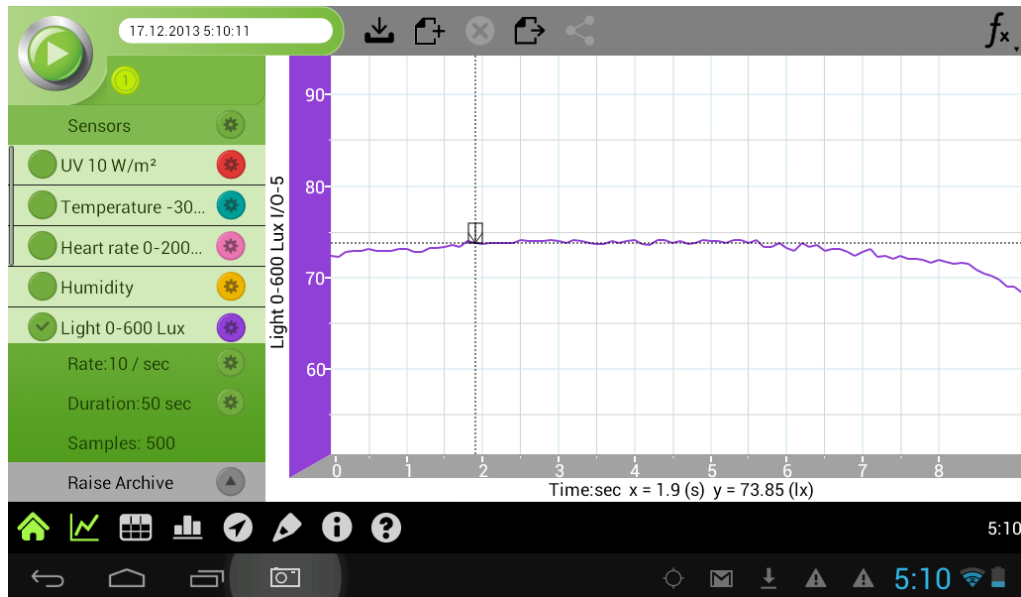 17.12.2013 5:10:11
fx
1
Sensors
UV 10 W/m²
Temperature -30...
Heart rate 0-200...
Humidity
Light 0-600 Lux
Rate:10 / sec
Duration:50 sec
Samples: 500
Raise Archive
Light 0-600 Lux I/O-5
90
80
70
60
0 1 2 3 4 5 6 7 8
Time:sec x = 1.9 (s) y = 73.85 (lx)
5:10
5:10